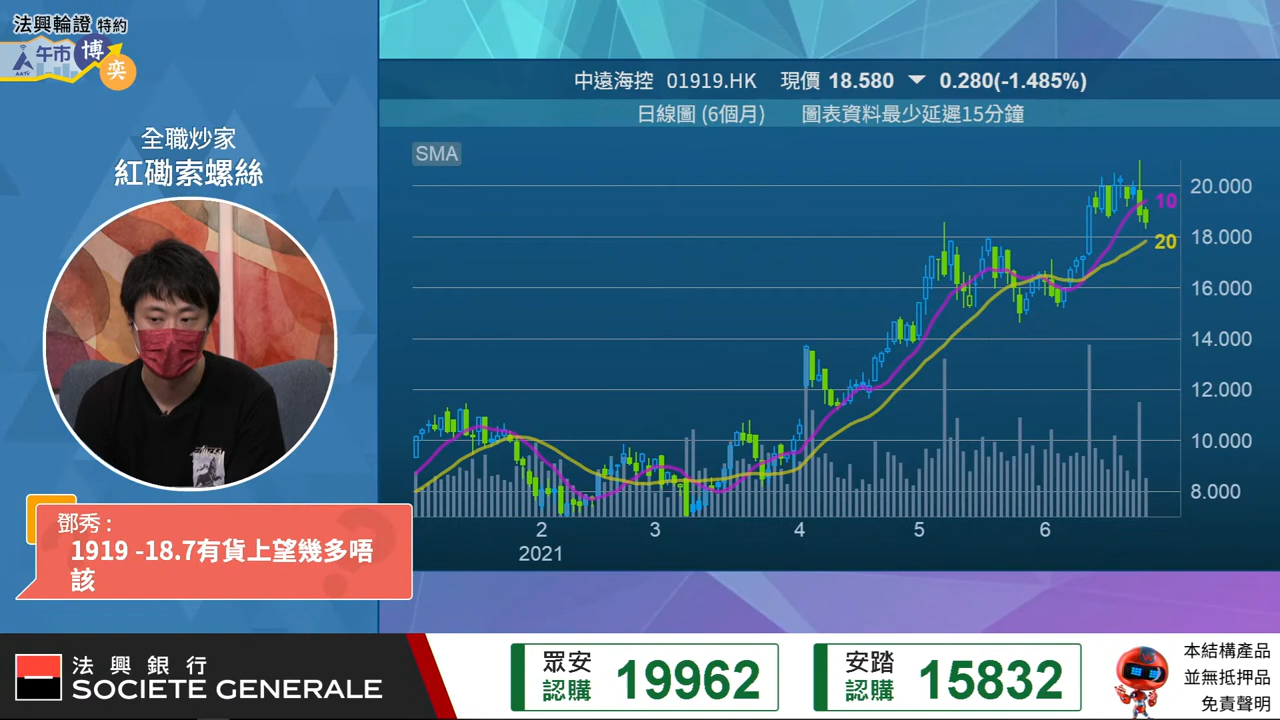 法興輪證 特約
午市博奕
AATV
全職炒家
紅磡索螺絲
中遠海控 01919.HK 現價 18.580 ▼ 0.280(-1.485%)
日線圖 (6個月) 圖表資料最少延遲15分鐘
SMA
20.000
10
18.000
20
16.000
14.000
12.000
10.000
8.000
2 3 4 5 6
2021
鄧秀 :
1919 -18.7有貨上望幾多唔
該
法興銀行
SOCIETE GENERALE
眾安
認購
19962
安踏
認購
15832
本結構產品
並無抵押品
免責聲明